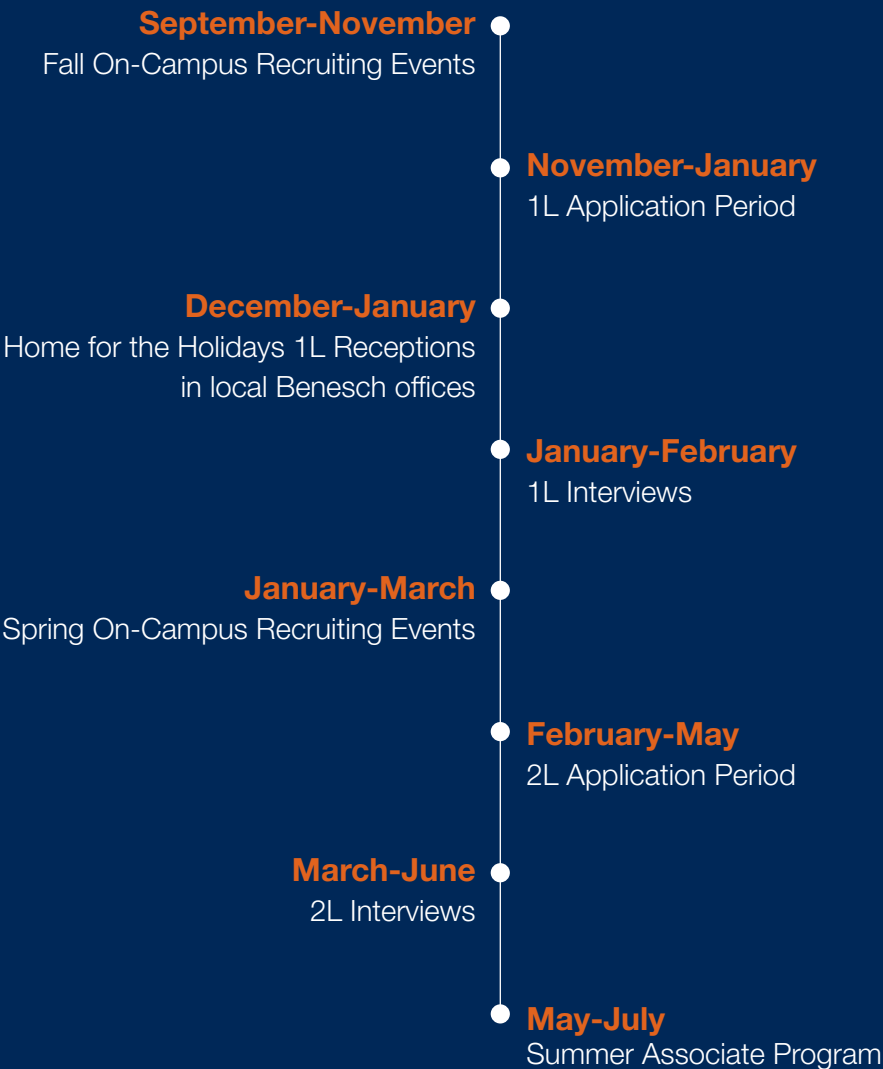 September-November
Fall On-Campus Recruiting Events
November-January
1L Application Period
December-January
Home for the Holidays 1L Receptions
in local Benesch offices
January-February
1L Interviews
January-March
Spring On-Campus Recruiting Events
February-May
2L Application Period
March-June
2L Interviews
May-July
Summer Associate Program